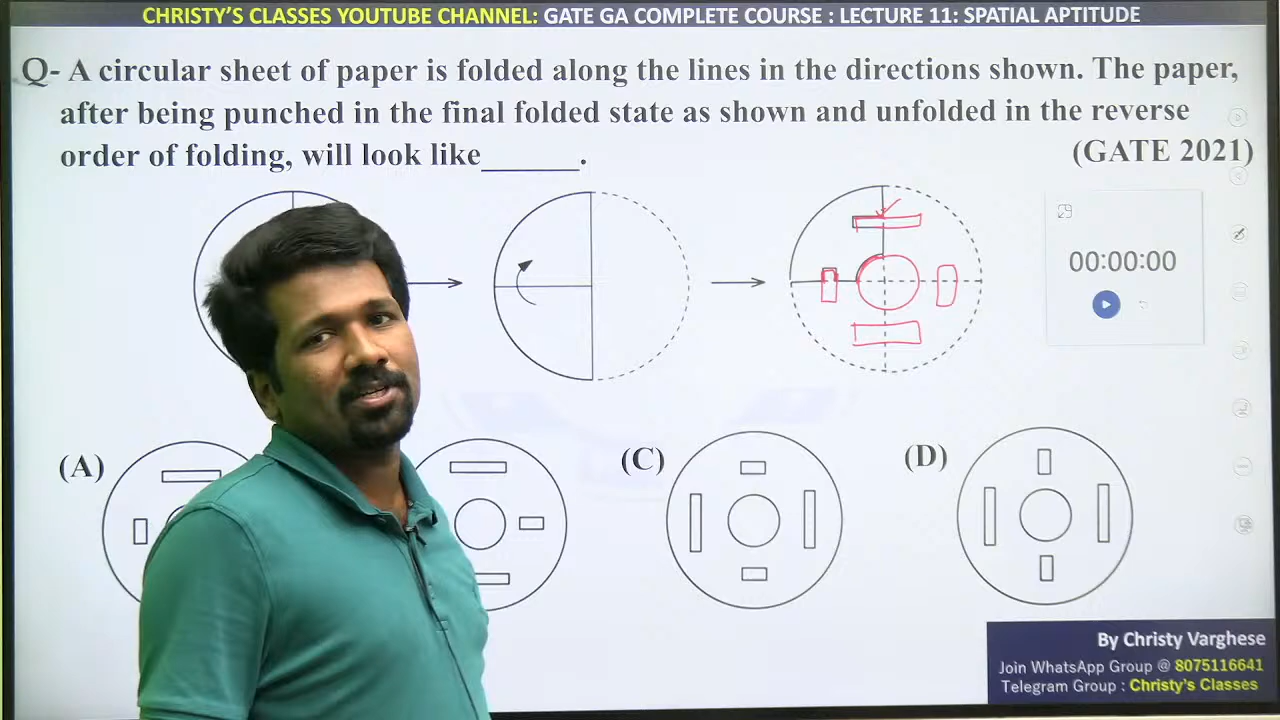 CHRISTY'S CLASSES YOUTUBE CHANNEL: GATE GA COMPLETE COURSE : LECTURE 11: SPATIAL APTITUDE
Q- A circular sheet of paper is folded along the lines in the directions shown. The paper,
after being punched in the final folded state as shown and unfolded in the reverse
order of folding, will look like______.
(GATE 2021)
00:00:00
(A)
(C)
(D)
By Christy Varghese
Join WhatsApp Group @ 8075116641
Telegram Group : Christy's Classes